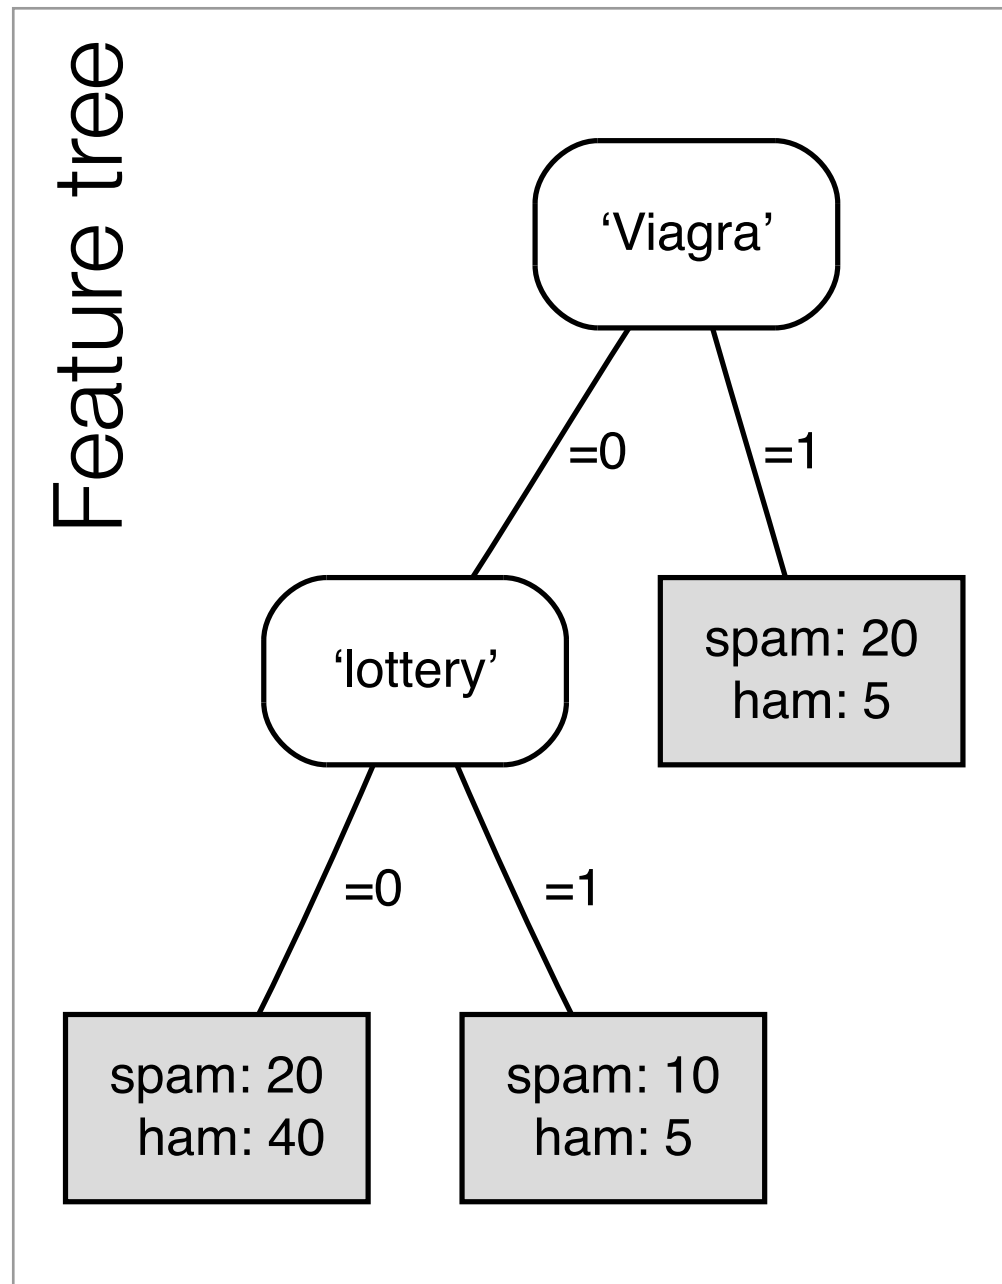 Feature tree
‘Viagra’
=0
=1
‘lottery’
spam: 20
ham: 5
=0
=1
spam: 20
ham: 40
spam: 10
ham: 5